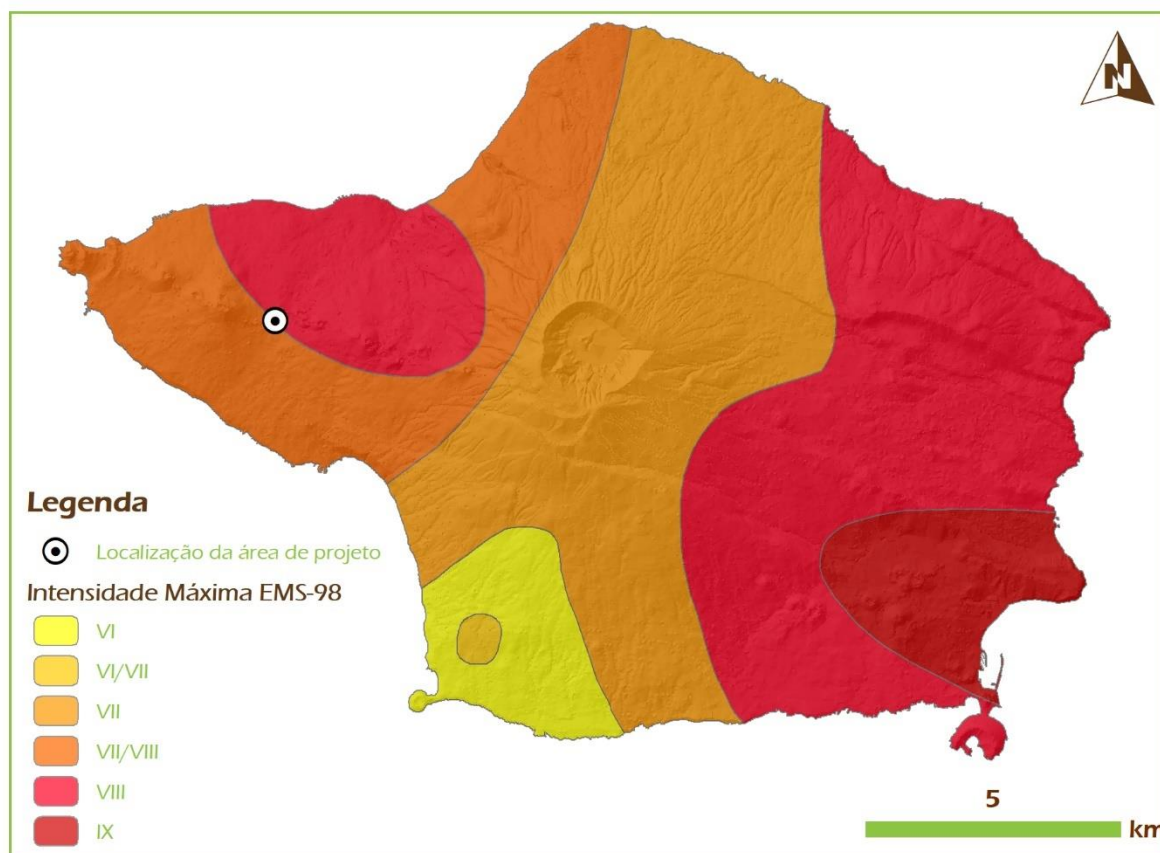 N
Legenda
Localização da área de projeto
Intensidade Máxima EMS-98
VI
VI/VII
VII
VII/VIII
VIII
IX
5
km